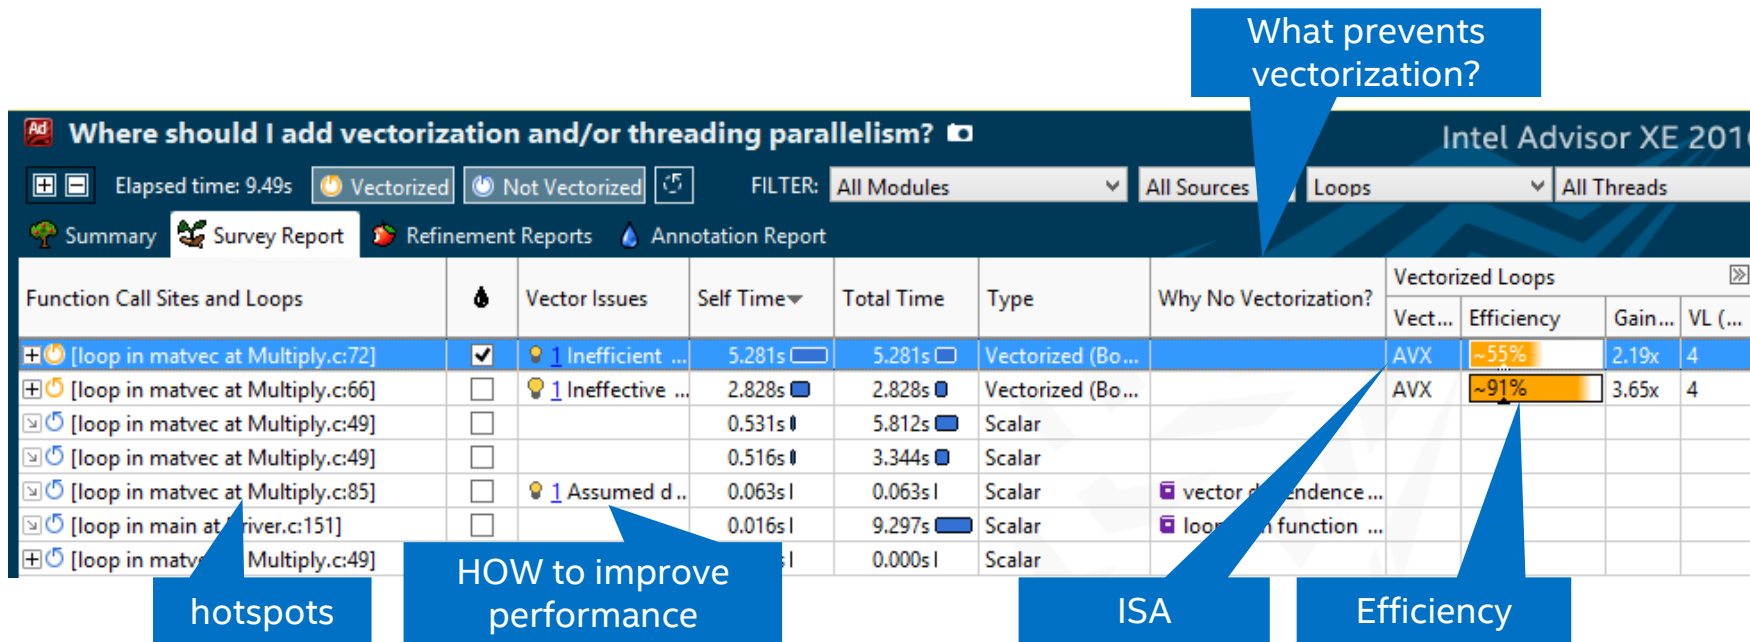 What prevents
vectorization?
Where should I add vectorization and/or threading parallelism?
Intel Advisor XE 201
Elapsed time: 9.49s Vectorized Not Vectorized FILTER: All Modules All Sources Loops All Threads
Summary Survey Report Refinement Reports Annotation Report
Function Call Sites and Loops Vector Issues Self Time Total Time Type Why No Vectorization? Vectorized Loops
Vect... Efficiency Gain... VL (...
[loop in matvec at Multiply.c:72] 1 Inefficient ... 5.281s 5.281s Vectorized (Bo... AVX ~55% 2.19x 4
[loop in matvec at Multiply.c:66] 1 Ineffective ... 2.828s 2.828s Vectorized (Bo... AVX ~91% 3.65x 4
[loop in matvec at Multiply.c:49] 0.531s 5.812s Scalar
[loop in matvec at Multiply.c:49] 0.516s 3.344s Scalar
[loop in matvec at Multiply.c:85] 1 Assumed d... 0.063s 0.063s Scalar vector ...
[loop in main at 151] 0.016s 9.297s Scalar function ...
[loop in Multiply.c:49] 0.000s Scalar
HOW to improve
performance
hotspots
ISA
Efficiency